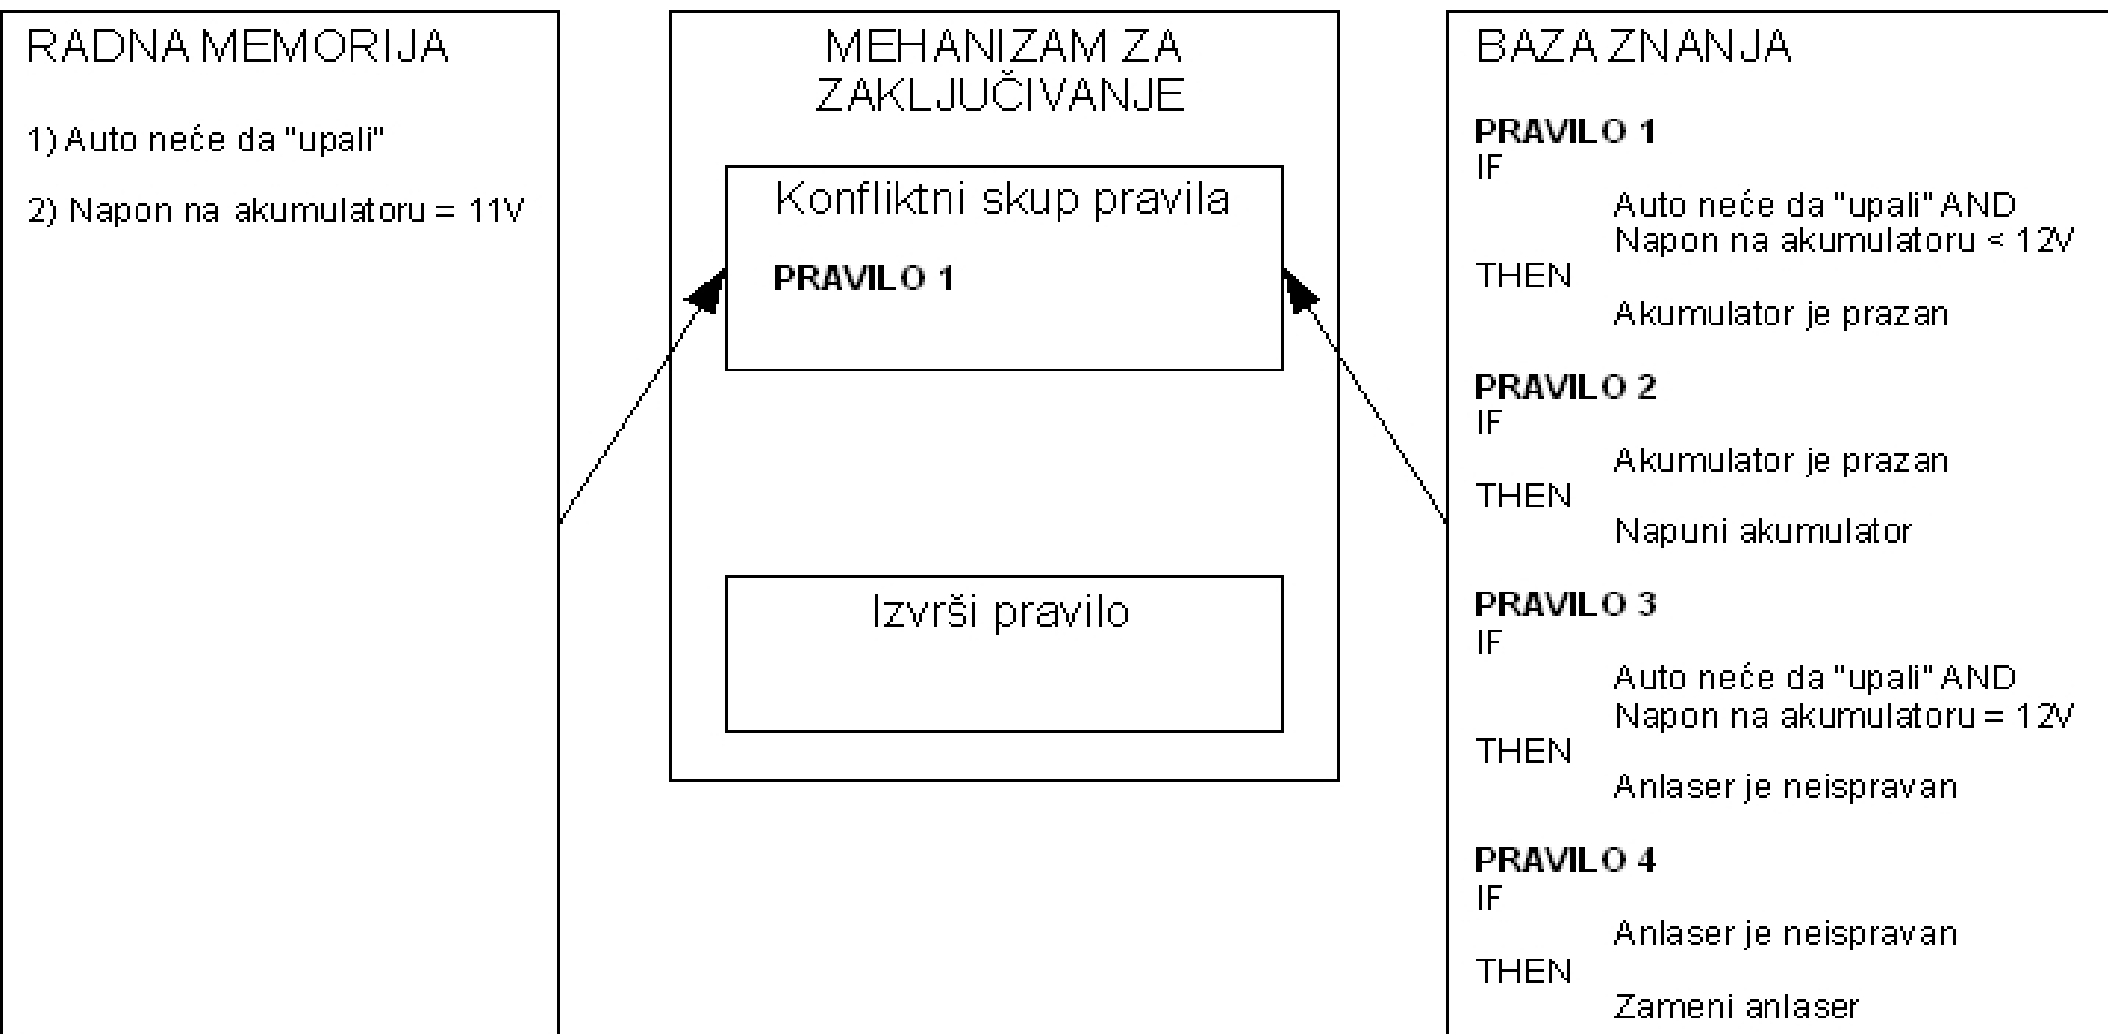 RADNA MEMORIJA
1) Auto neće da "upali"
2) Napon na akumulatoru = 11V
MEHANIZAM ZA
ZAKLJUČIVANJE
Konfliktni skup pravila
PRAVILO 1
Izvrši pravilo
BAZA ZNANJA
PRAVILO 1
IF
Auto neće da "upali" AND
Napon na akumulatoru < 12V
THEN
Akumulator je prazan
PRAVILO 2
IF
Akumulator je prazan
THEN
Napuni akumulator
PRAVILO 3
IF
Auto neće da "upali" AND
Napon na akumulatoru = 12V
THEN
Anlaser je neispravan
PRAVILO 4
IF
Anlaser je neispravan
THEN
Zameni anlaser